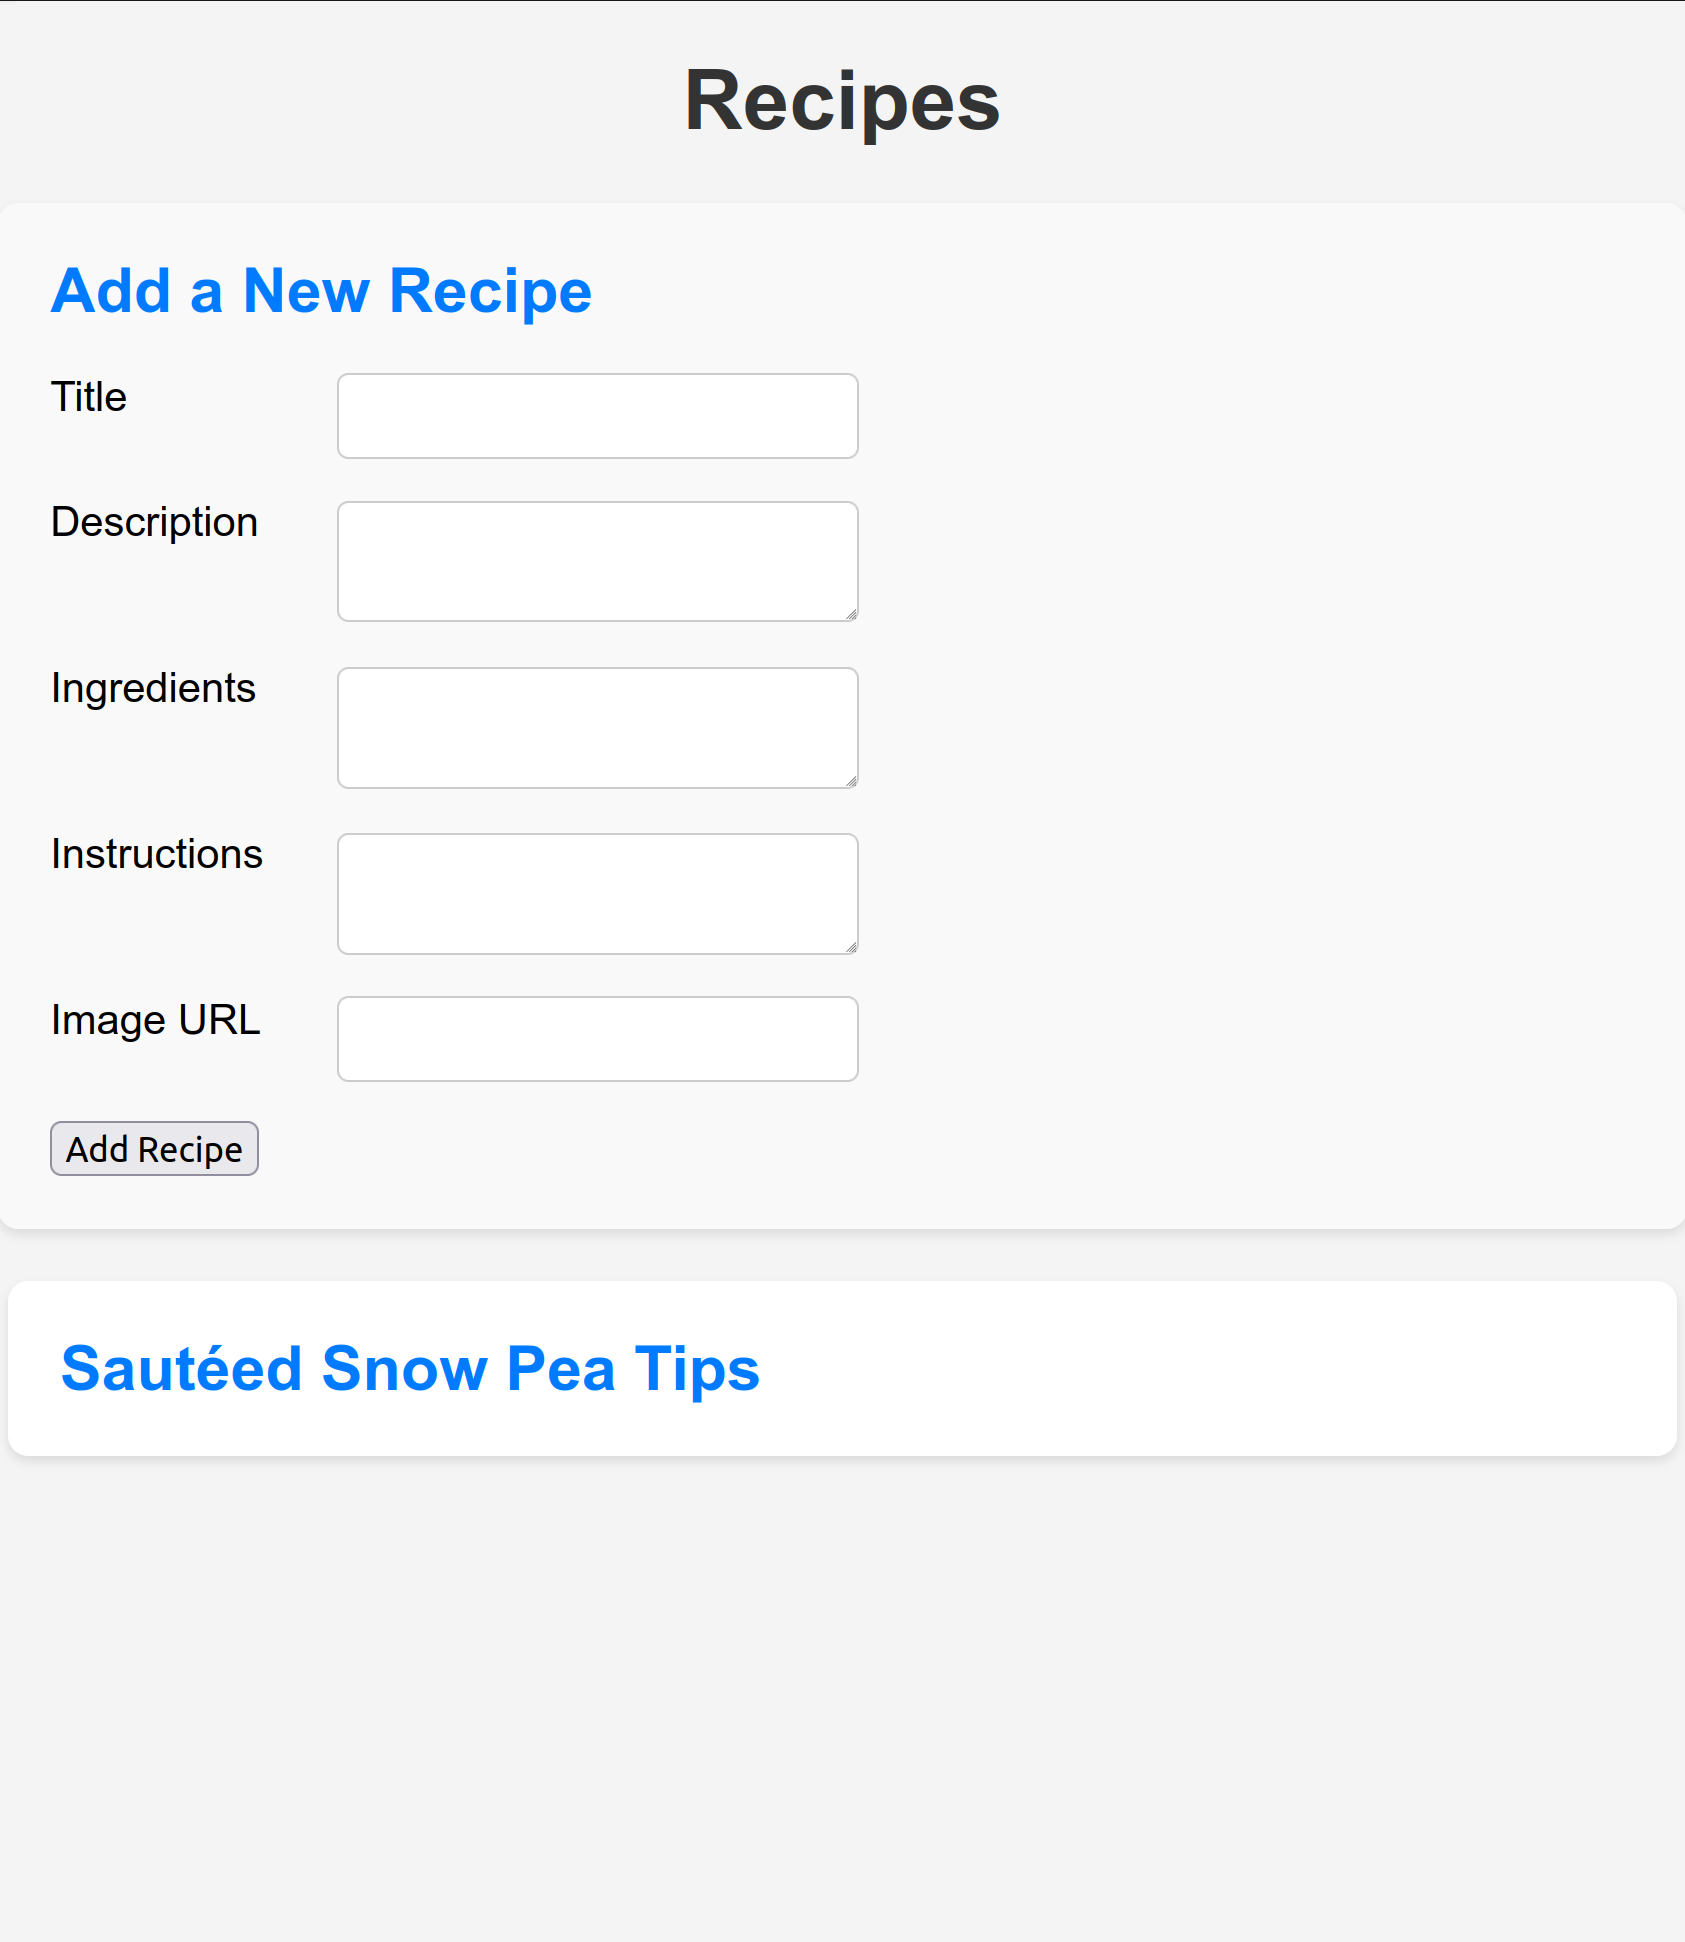 Recipes
Add a New Recipe
Title
Description
Ingredients
Instructions
Image URL
Add Recipe
Sautéed Snow Pea Tips